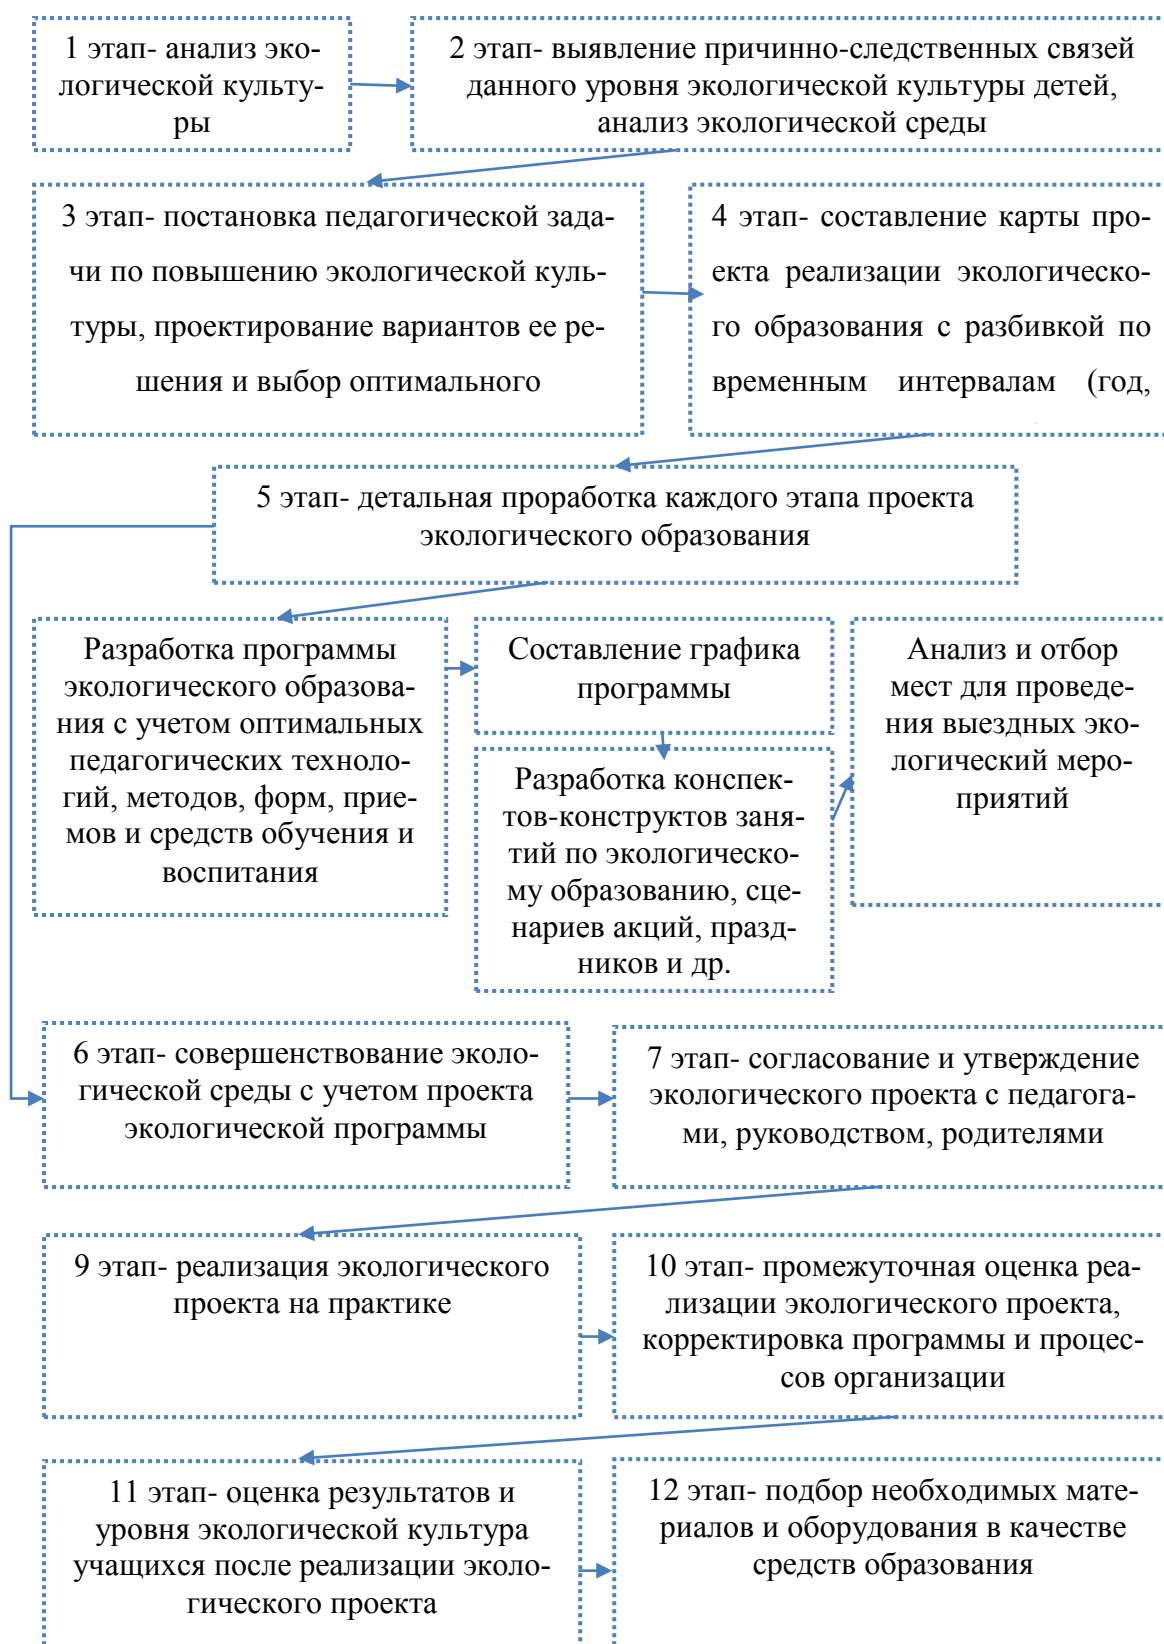 1 этап- анализ эко-
логической культу-
ры
2 этап- выявление причинно-следственных связей
данного уровня экологической культуры детей,
анализ экологической среды
3 этап- постановка педагогической зада-
чи по повышению экологической куль-
туры, проектирование вариантов ее ре-
шения и выбор оптимального
4 этап- составление карты про-
екта реализации экологическо-
го образования с разбивкой по
временным интервалам (год,
5 этап- детальная проработка каждого этапа проекта
экологического образования
Разработка программы
экологического образова-
ния с учетом оптимальных
педагогических техноло-
гий, методов, форм, прие-
мов и средств обучения и
воспитания
Составление графика
программы
Разработка конспек-
тов-конструктов заня-
тий по экологическо-
му образованию, сце-
нариев акций, празд-
ников и др.
Анализ и отбор
мест для проведе-
ния выездных эко-
логический меро-
приятий
6 этап- совершенствование эколо-
гической среды с учетом проекта
экологической программы
7 этап- согласование и утверждение
экологического проекта с педагога-
ми, руководством, родителями
9 этап- реализация экологического
проекта на практике
10 этап- промежуточная оценка реа-
лизации экологического проекта,
корректировка программы и процес-
сов организации
11 этап- оценка результатов и
уровня экологической культура
учащихся после реализации эколо-
гического проекта
12 этап- подбор необходимых мате-
риалов и оборудования в качестве
средств образования